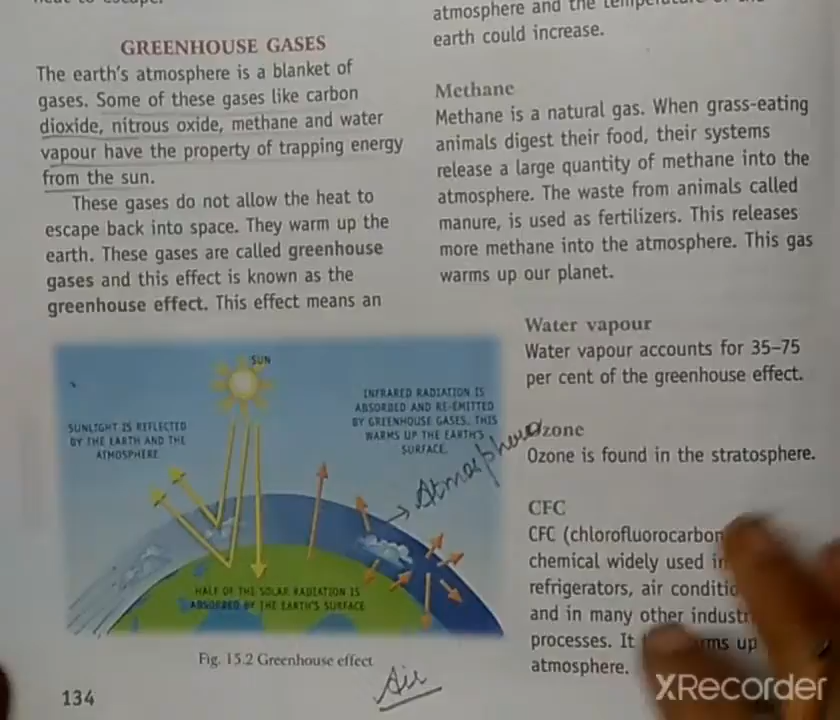 GREENHOUSE GASES
The earth's atmosphere is a blanket of
gases. Some of these gases like carbon
dioxide, nitrous oxide, methane and water
vapour have the property of trapping energy
from the sun.
These gases do not allow the heat to
escape back into space. They warm up the
earth. These gases are called greenhouse
gases and this effect is known as the
greenhouse effect. This effect means an
SUN
SUNLIGHT IS REFLECTED
BY THE EARTH AND THE
ATMOSPHERE
INFRARED RADIATION IS
ABSORBED AND RE-EMITTED
BY GREENHOUSE GASES. THIS
WARMS UP THE EARTH'S
SURFACE.
Atmosphere
HALF OF THE SOLAR RADIATION IS
ABSORBED BY THE EARTH'S SURFACE
Fig. 15.2 Greenhouse effect
Air
134
atmosphere and the
earth could increase.
Methane
Methane is a natural gas. When grass-eating
animals digest their food, their systems
release a large quantity of methane into the
atmosphere. The waste from animals called
manure, is used as fertilizers. This releases
more methane into the atmosphere. This gas
warms up our planet.
Water vapour
Water vapour accounts for 35–75
per cent of the greenhouse effect.
Ozone
Ozone is found in the stratosphere.
CFC
CFC (chlorofluorocarbon
chemical widely used
refrigerators, air
and in many other
processes. It
up
atmosphere.
XRecorder